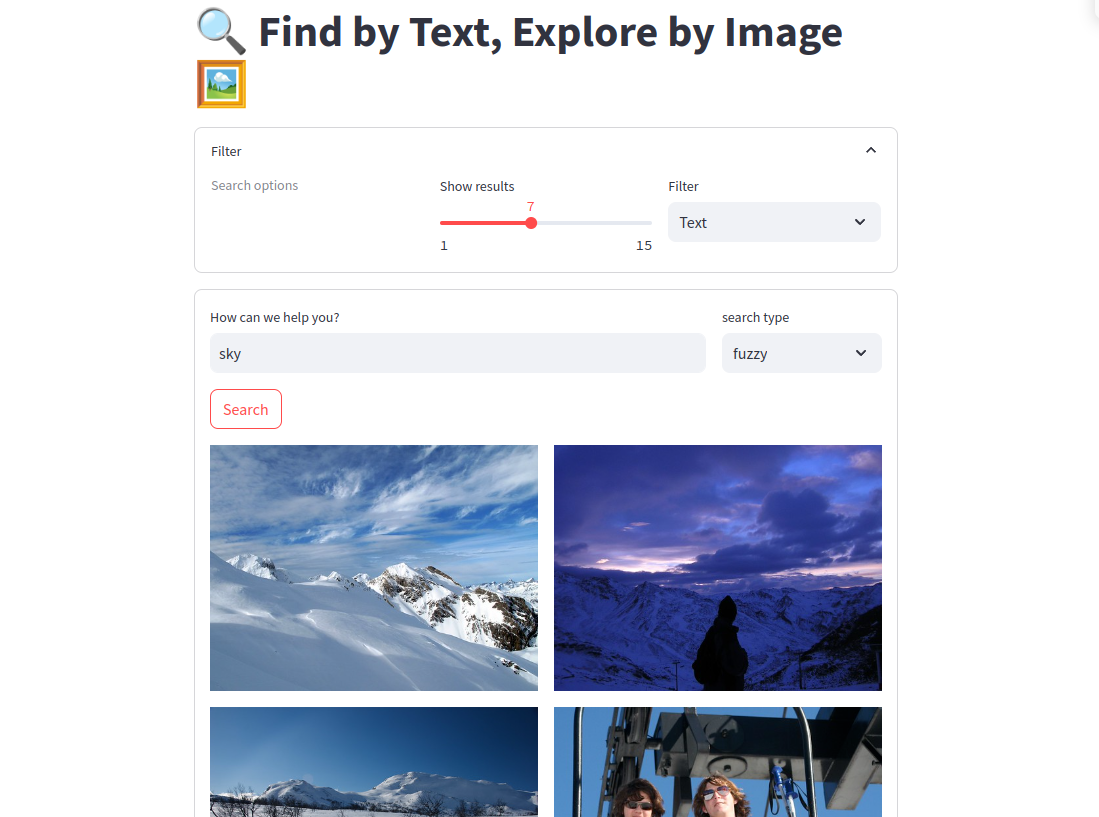 Find by Text, Explore by Image
Filter
Search options
Show results
Filter
7
Text
1
15
How can we help you?
search type
sky
fuzzy
Search